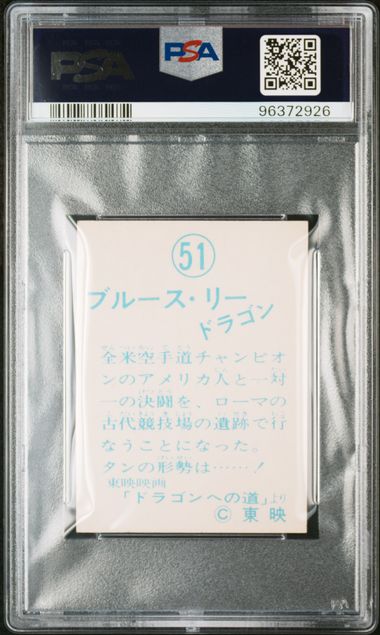 PSA
PSA
96372926
51
ブルース・リー
ドラゴン
全米空手道チャンピオ
ンのアメリカ人と一対
一の決闘を、ローマの
古代競技場の遺跡で行
なうことになった。
タンの形勢は……！
東映映画
「ドラゴンへの道」より
© 東映